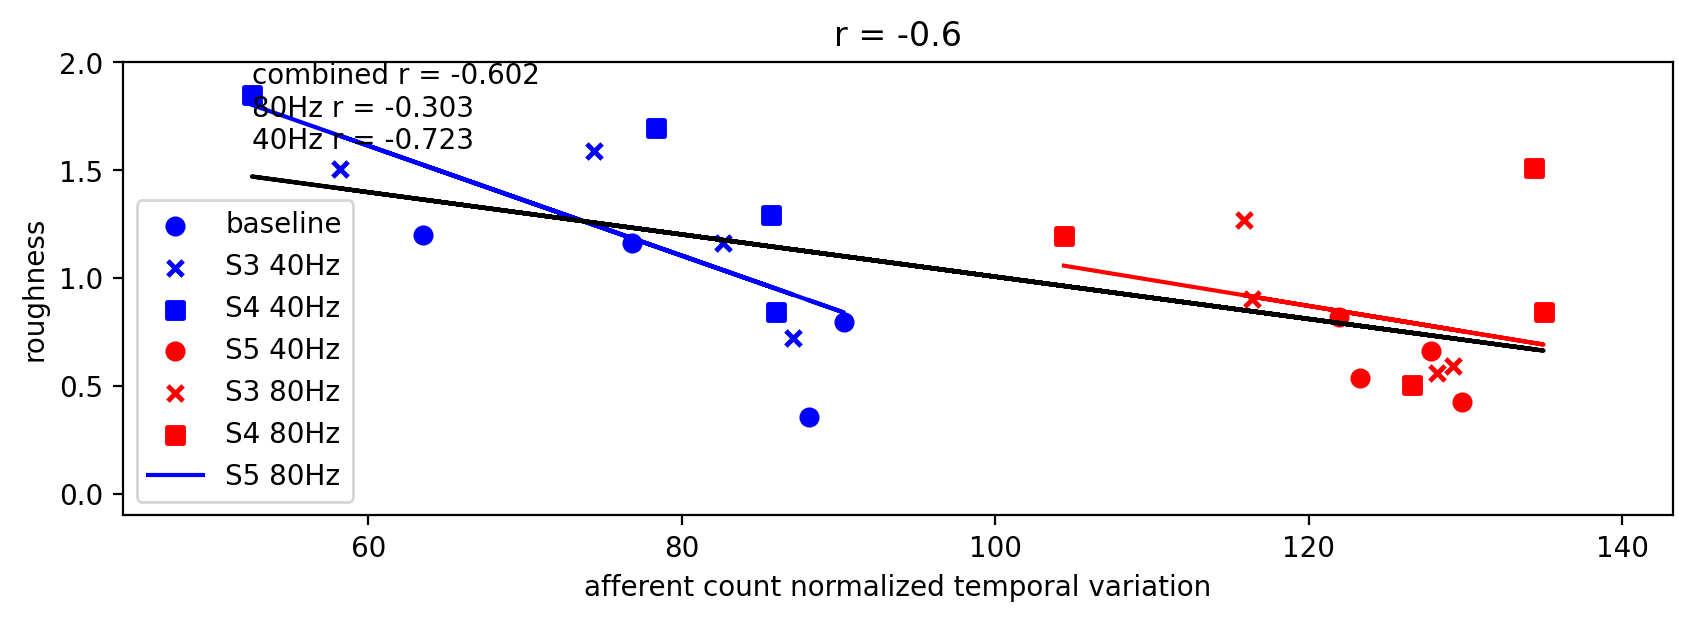 r = -0.6
combined r = -0.602
80Hz r = -0.303
40Hz r = -0.723
2.0
1.5
1.0
0.5
0.0
roughness
baseline
S3 40Hz
S4 40Hz
S5 40Hz
S3 80Hz
S4 80Hz
S5 80Hz
60
80
100
120
140
afferent count normalized temporal variation